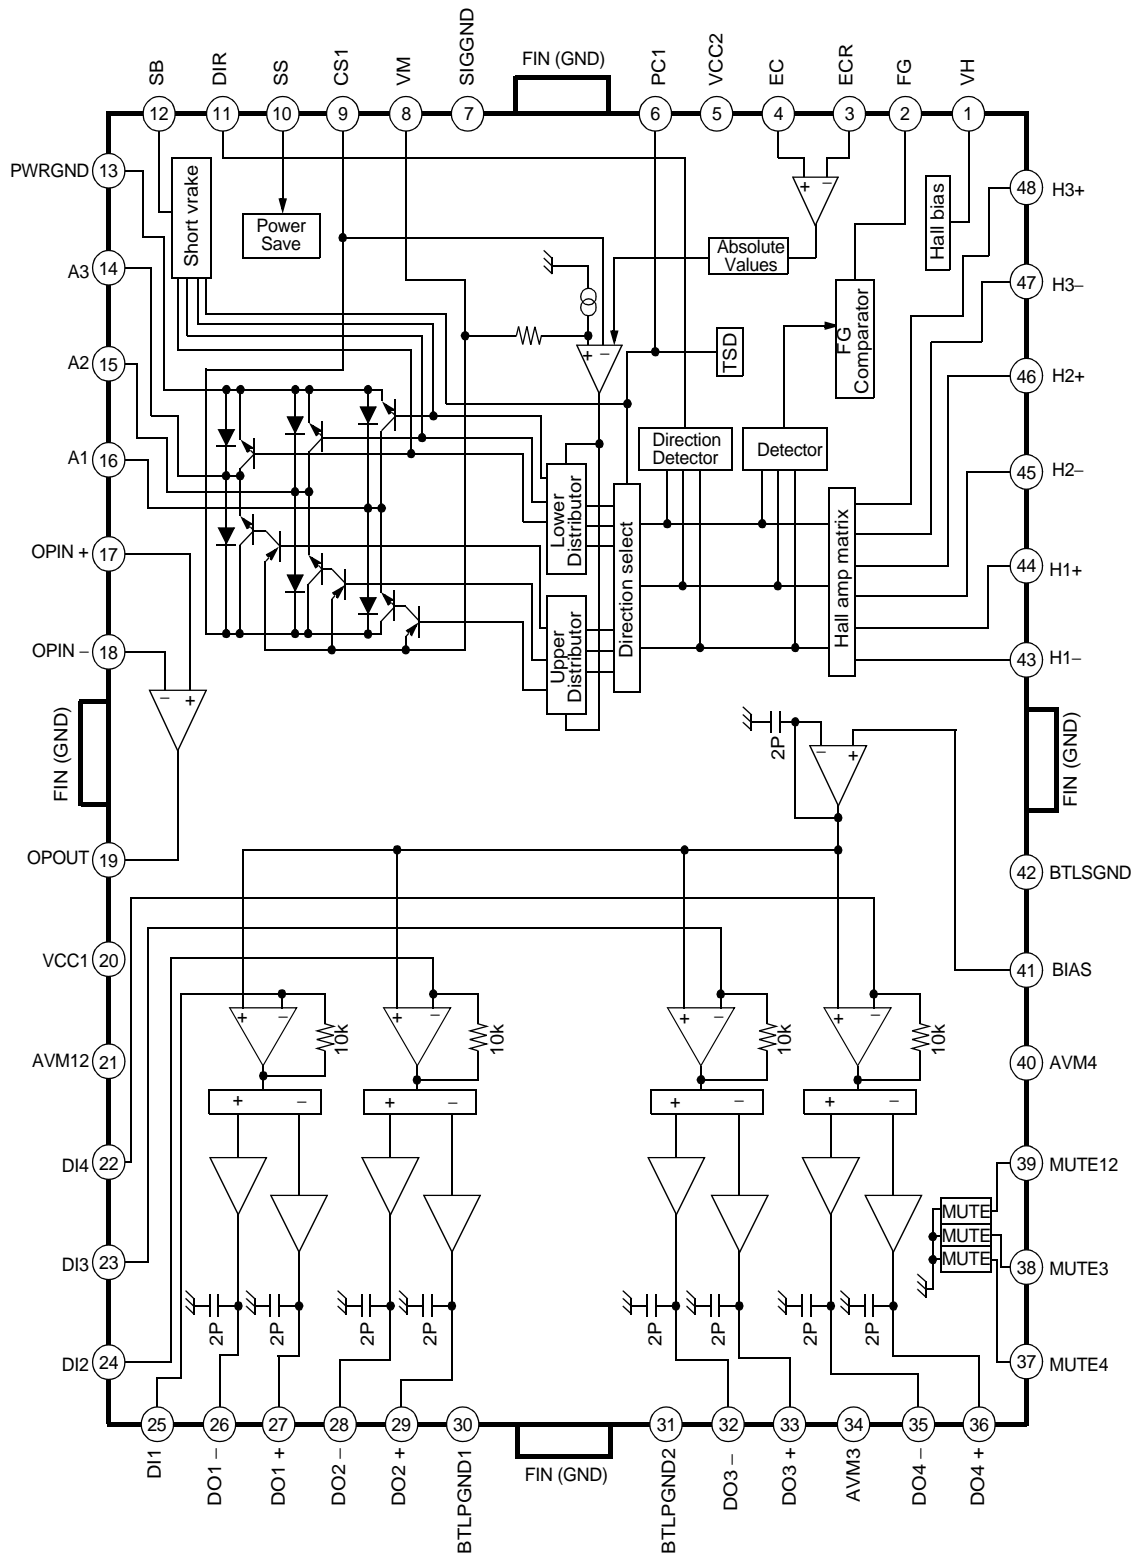 SB
DIR
SS
CS1
VM
SIGGND
FIN (GND)
PC1
VCC2
EC
ECR
FG
VH
12
11
10
9
8
7
6
5
4
3
2
1
PWRGND 13
Short vrake
Power
Save
+ −
Absolute
Values
Hall bias
48 H3+
A3 14
47 H3−
FG
Comparator
+ −
TSD
A2 15
46 H2+
A1 16
Direction
Detector
Detector
45 H2−
Lower
Distributor
Direction select
Hall amp matrix
OPIN + 17
44 H1+
Upper
Distributor
OPIN − 18
43 H1−
− +
FIN (GND)
2P
− +
FIN (GND)
OPOUT 19
42 BTLSGND
VCC1 20
41 BIAS
+ −
10k
+ −
10k
+ −
10k
+ −
10k
AVM12 21
40 AVM4
+ −
+ −
+ −
+ −
DI4 22
39 MUTE12
MUTE
MUTE
MUTE
DI3 23
38 MUTE3
2P
2P
2P
2P
2P
2P
2P
2P
DI2 24
37 MUTE4
25
26
27
28
29
30
31
32
33
34
35
36
DI1
DO1 −
DO1 +
DO2 −
DO2 +
BTLPGND1
FIN (GND)
BTLPGND2
DO3 −
DO3 +
AVM3
DO4 −
DO4 +